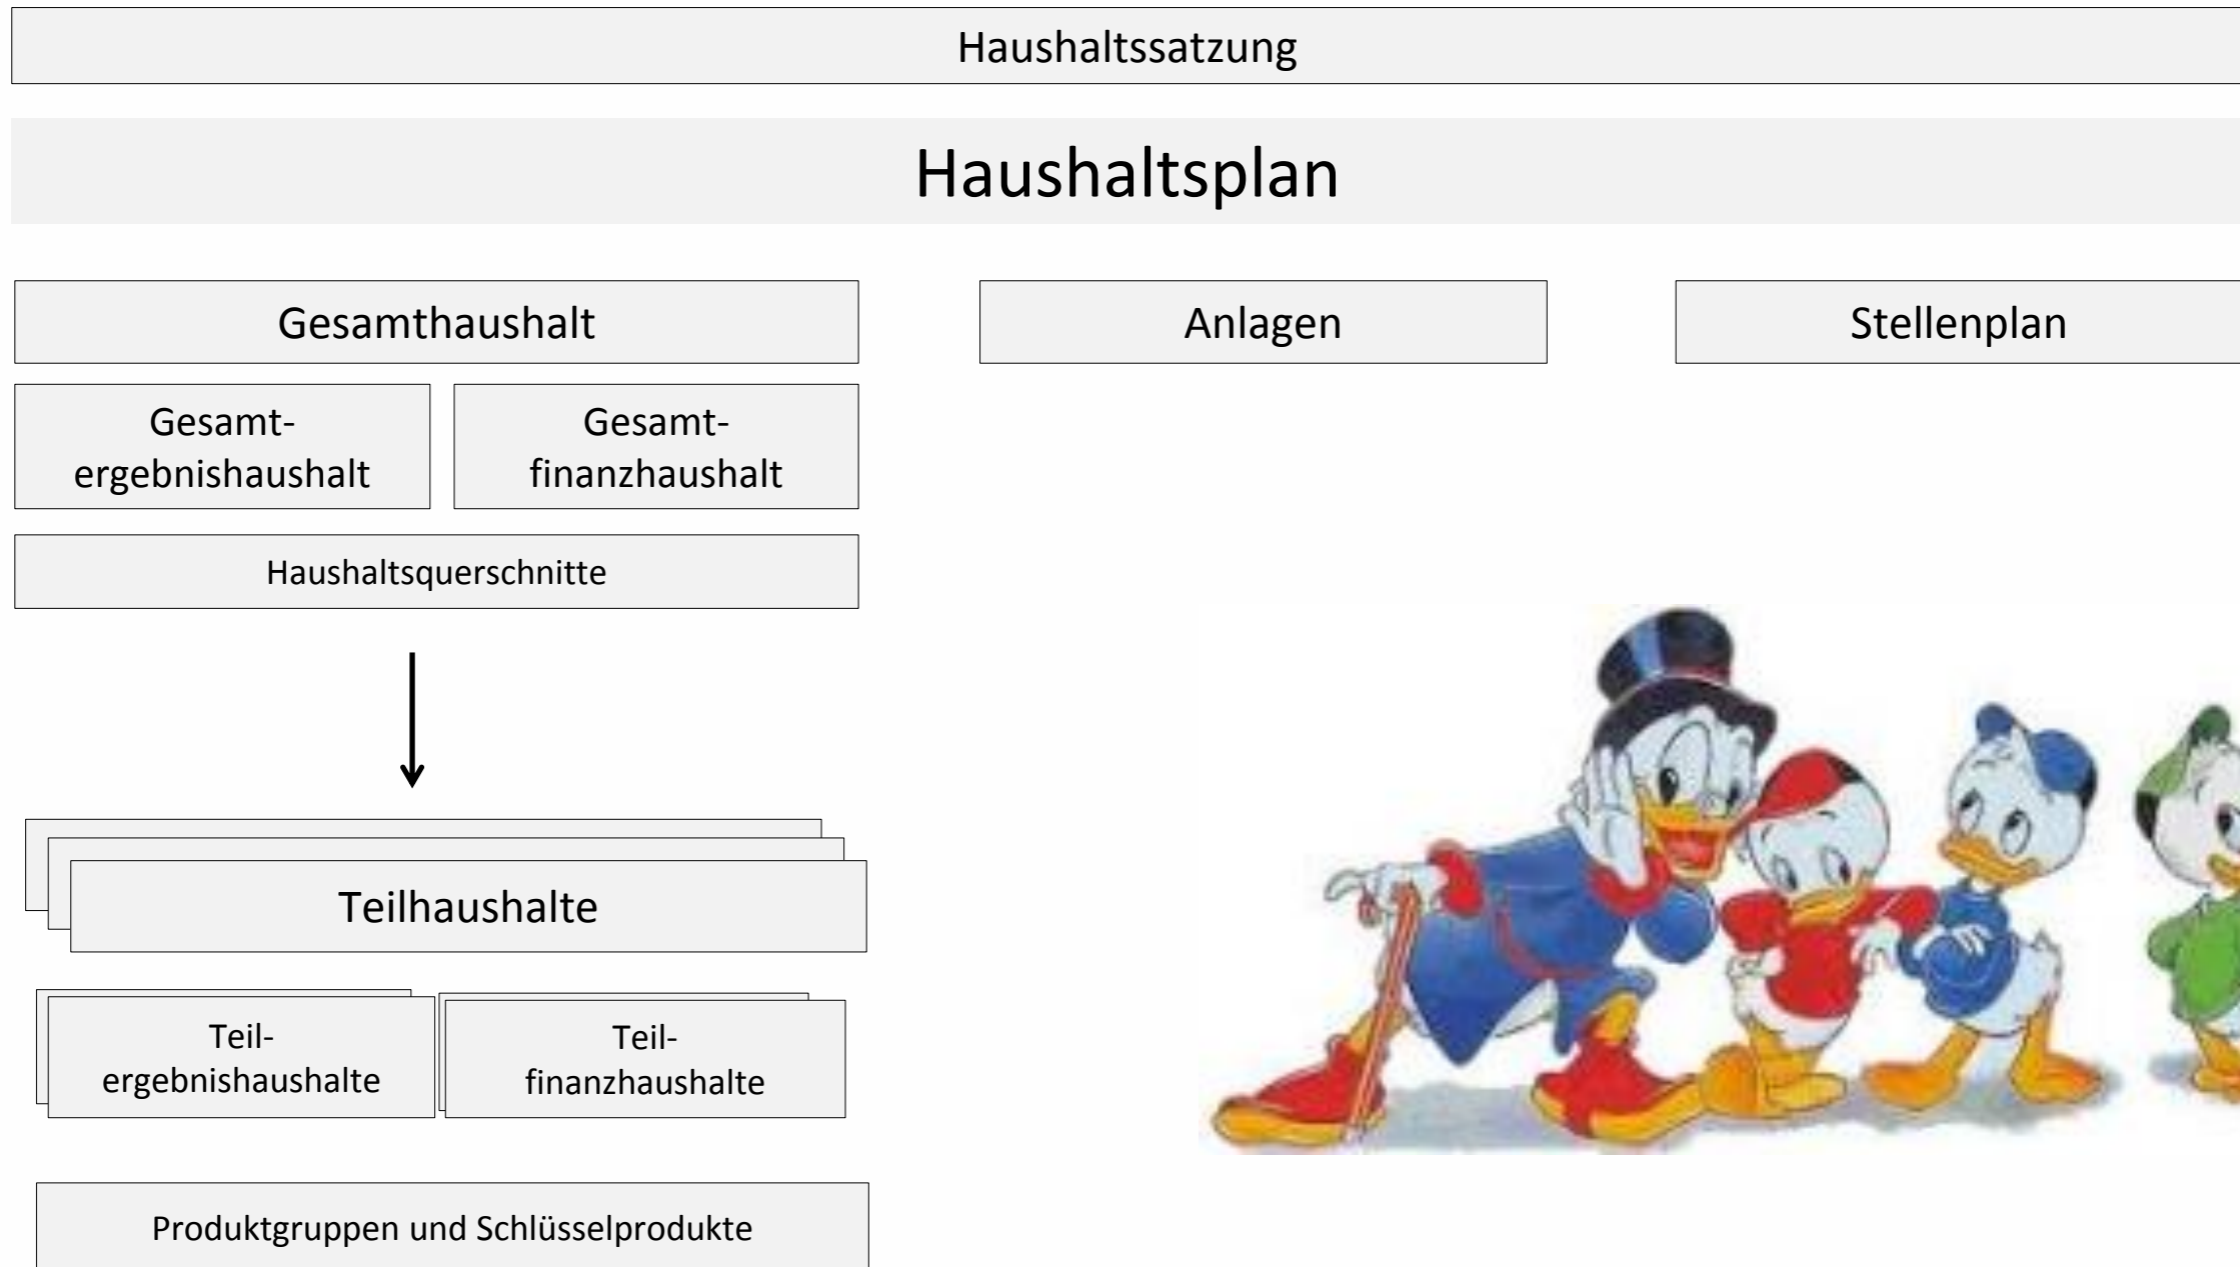 Haushaltssatzung
Haushaltsplan
Gesamthaushalt
Anlagen
Stellenplan
Gesamt-
ergebnishaushalt
Gesamt-
finanzhaushalt
Haushaltsquerschnitte
Teilhaushalte
Teil-
ergebnishaushalte
Teil-
finanzhaushalte
Produktgruppen und Schlüsselprodukte